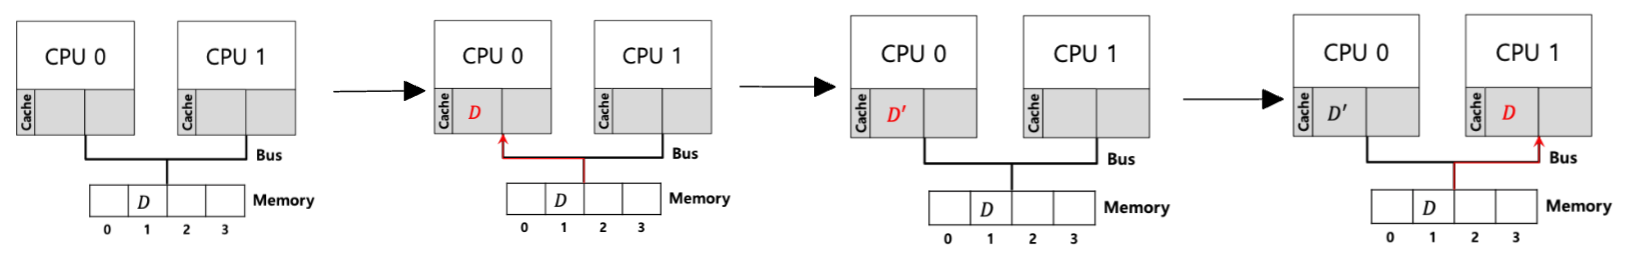 CPU 0
CPU 1
Cache
Cache
Bus
D
Memory
0 1 2 3
CPU 0
CPU 1
Cache
D
Cache
Bus
D
Memory
0 1 2 3
CPU 0
CPU 1
Cache
D′
Cache
Bus
D
Memory
0 1 2 3
CPU 0
CPU 1
Cache
D′
Cache
D
Bus
D
Memory
0 1 2 3